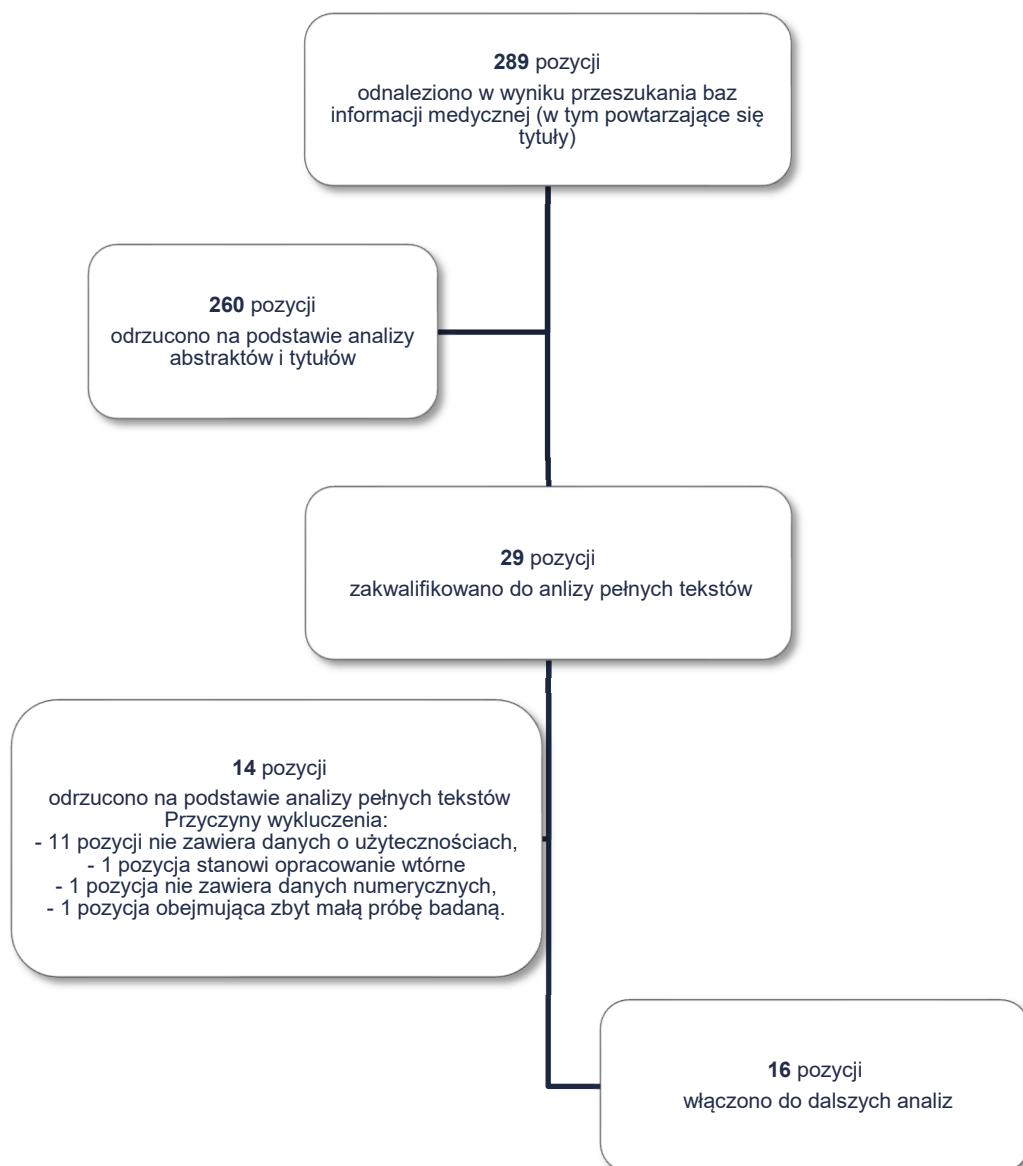 289 pozycji
odnaleziono w wyniku przeszukania baz
informacji medycznej (w tym powtarzające się
tytuły)
260 pozycji
odrzucono na podstawie analizy
abstraktów i tytułów
29 pozycji
zakwalifikowano do anlizy pełnych tekstów
14 pozycji
odrzucono na podstawie analizy pełnych tekstów
Przyczyny wykluczenia:
- 11 pozycji nie zawiera danych o użytecznościach,
- 1 pozycja stanowi opracowanie wtórne
- 1 pozycja nie zawiera danych numerycznych,
- 1 pozycja obejmująca zbyt małą próbę badaną.
16 pozycji
włączono do dalszych analiz